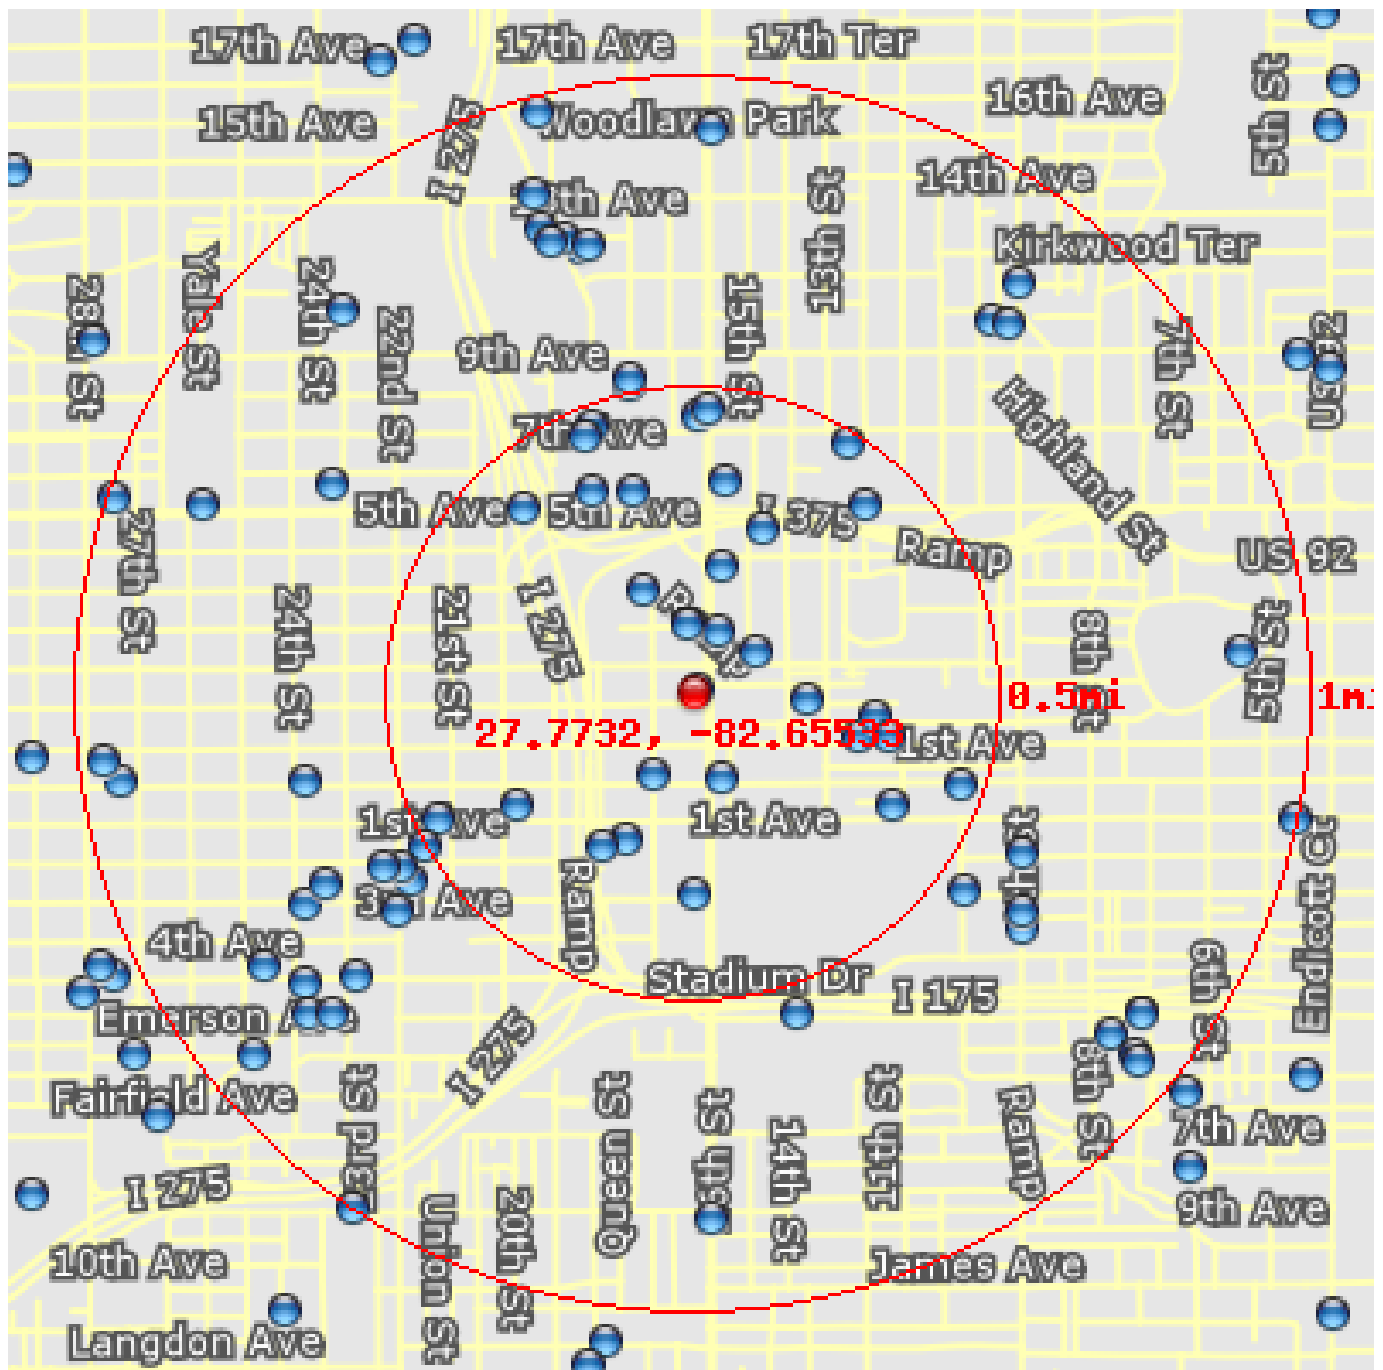 17th Ave
17th Ave
17th Ter
15th Ave
Woodlawn Park
16th Ave
5th St
I 275
14th Ave
13th St
Kirkwood Ter
28th St
Yale St
24th St
22nd St
9th Ave
15th St
7th St
US
Highland St
7th Ave
5th Ave
5th Ave
I 375
Ramp
US 92
27th St
24th St
21st St
I 275
Ramp
8th St
5th St
0.5mi
27.7732, -82.65533
1st Ave
1st Ave
1st Ave
St
Ramp
3rd Ave
4th Ave
Stadium Dr
I 175
6th St
Endicott Ct
Emerson Ave
I 275
Fairfield Ave
23rd St
Queen St
16th St
14th St
11th St
Ramp
8th St
7th Ave
I 275
Union St
20th St
9th Ave
10th Ave
James Ave
Langdon Ave